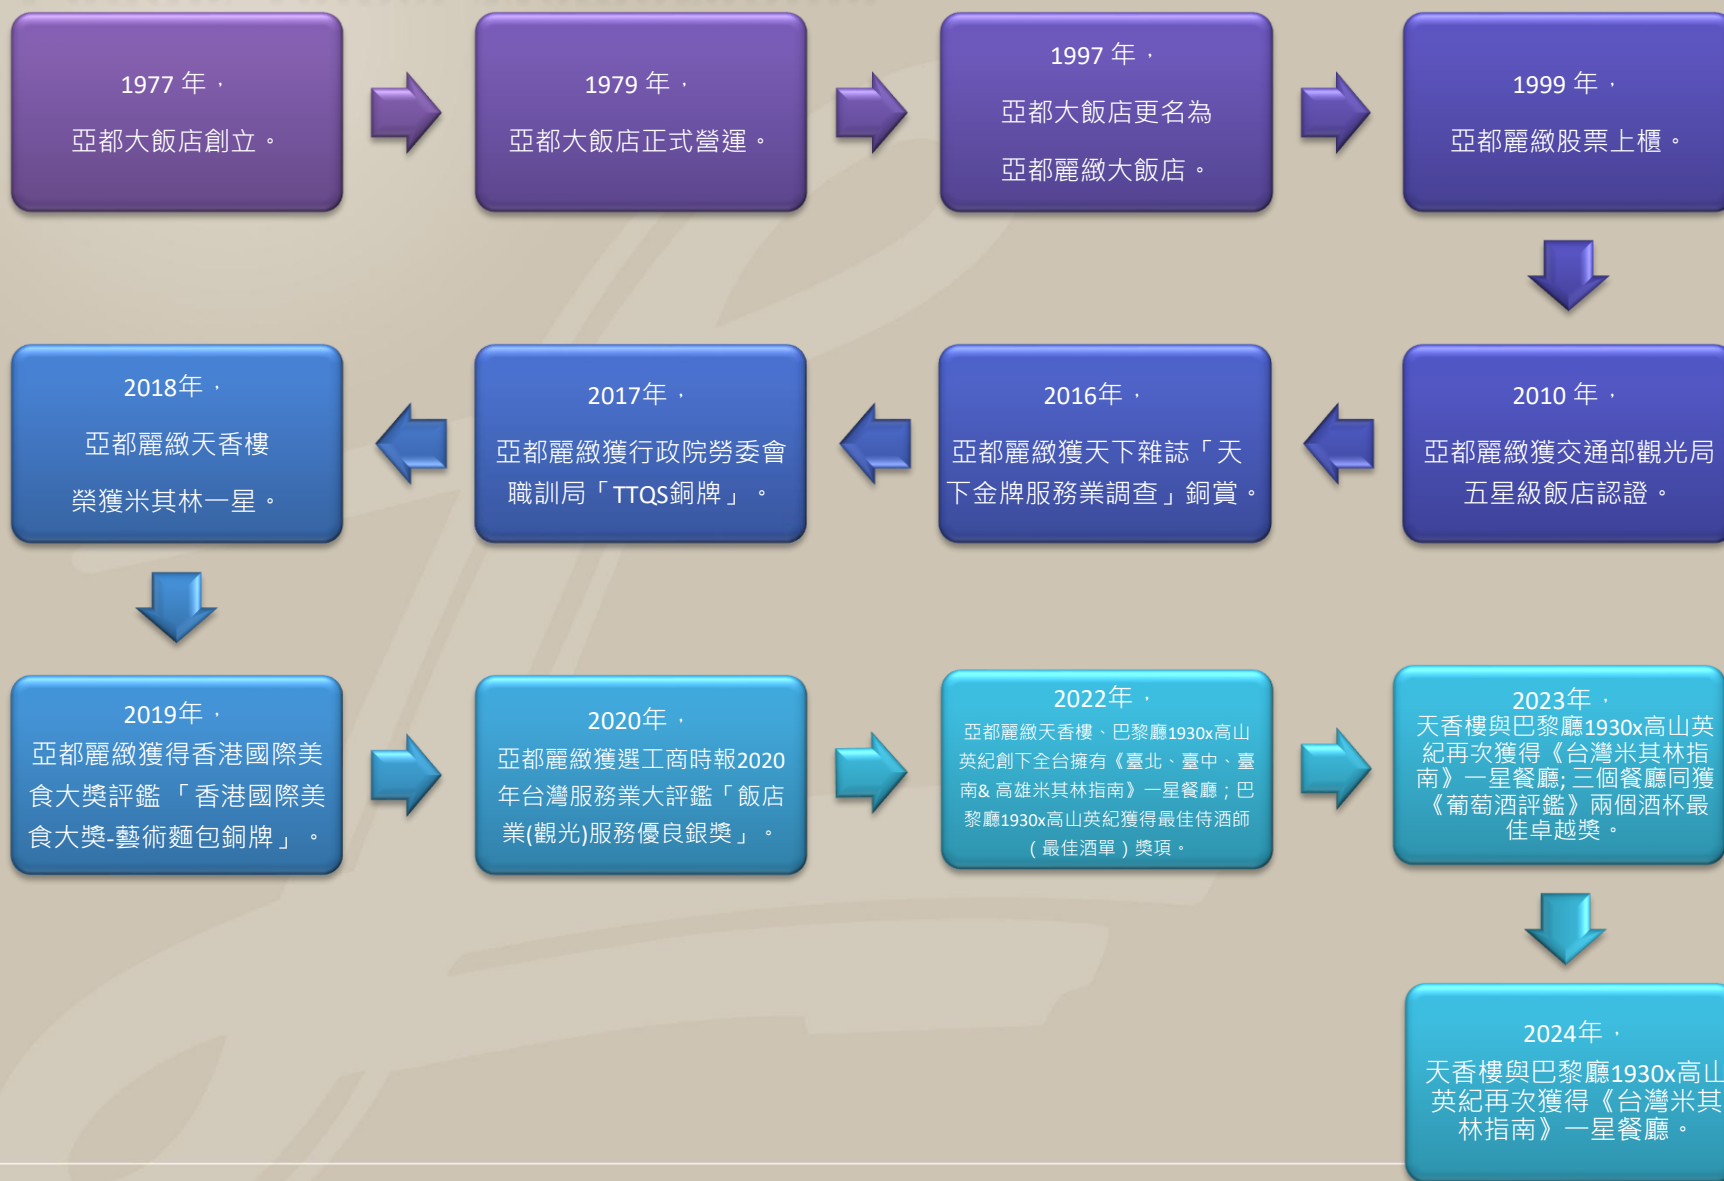 1977 年，
亞都大飯店創立。
1979 年，
亞都大飯店正式營運。
1997 年，
亞都大飯店更名為
亞都麗緻大飯店。
1999 年，
亞都麗緻股票上櫃。
2010 年，
亞都麗緻獲交通部觀光局
五星級飯店認證。
2016年，
亞都麗緻獲天下雜誌「天
下金牌服務業調查」銅賞。
2017年，
亞都麗緻獲行政院勞委會
職訓局「TTQS銅牌」。
2018年，
亞都麗緻天香樓
榮獲米其林一星。
2019年，
亞都麗緻獲得香港國際美
食大獎評鑑「香港國際美
食大獎-藝術麵包銅牌」。
2020年，
亞都麗緻獲選工商時報2020
年台灣服務業大評鑑「飯店
業(觀光)服務優良銀獎」。
2022年，
亞都麗緻天香樓、巴黎廳1930x高山
英紀創下全台擁有《臺北、臺中、臺
南& 高雄米其林指南》一星餐廳；巴
黎廳1930x高山英紀獲得最佳侍酒師
（最佳酒單）獎項。
2023年，
天香樓與巴黎廳1930x高山英
紀再次獲得《台灣米其林指
南》一星餐廳; 三個餐廳同獲
《葡萄酒評鑑》兩個酒杯最
佳卓越獎。
2024年，
天香樓與巴黎廳1930x高山
英紀再次獲得《台灣米其
林指南》一星餐廳。